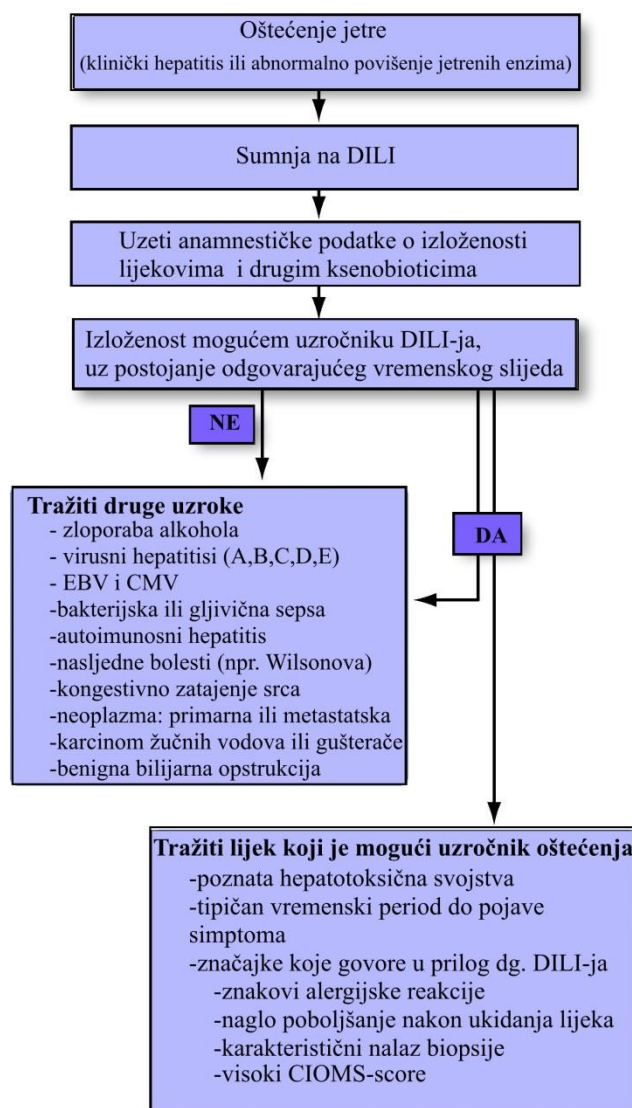 Oštećenje jetre
(klinički hepatitis ili abnormalno povišenje jetrenih enzima)
Sumnja na DILI
Uzeti anamnestičke podatke o izloženosti
lijekovima i drugim ksenobioticima
Izloženost mogućem uzročniku DILI-ja,
uz postojanje odgovarajućeg vremenskog slijeda
NE
DA
Tražiti druge uzroke
- zloporaba alkohola
- virusni hepatitisi (A,B,C,D,E)
- EBV i CMV
-bakterijska ili gljivična sepsa
-autoimunosni hepatitis
-nasljedne bolesti (npr. Wilsonova)
-kongestivno zatajenje srca
-neoplazma: primarna ili metastatska
-karcinom žučnih vodova ili gušterače
-benigna bilijarna opstrukcija
Tražiti lijek koji je mogući uzročnik oštećenja
-poznata hepatotoksična svojstva
-tipičan vremenski period do pojave
simptoma
-značajke koje govore u prilog dg. DILI-ja
-znakovi alergijske reakcije
-naglo poboljšanje nakon ukidanja lijeka
-karakteristični nalaz biopsije
-visoki CIOMS-score